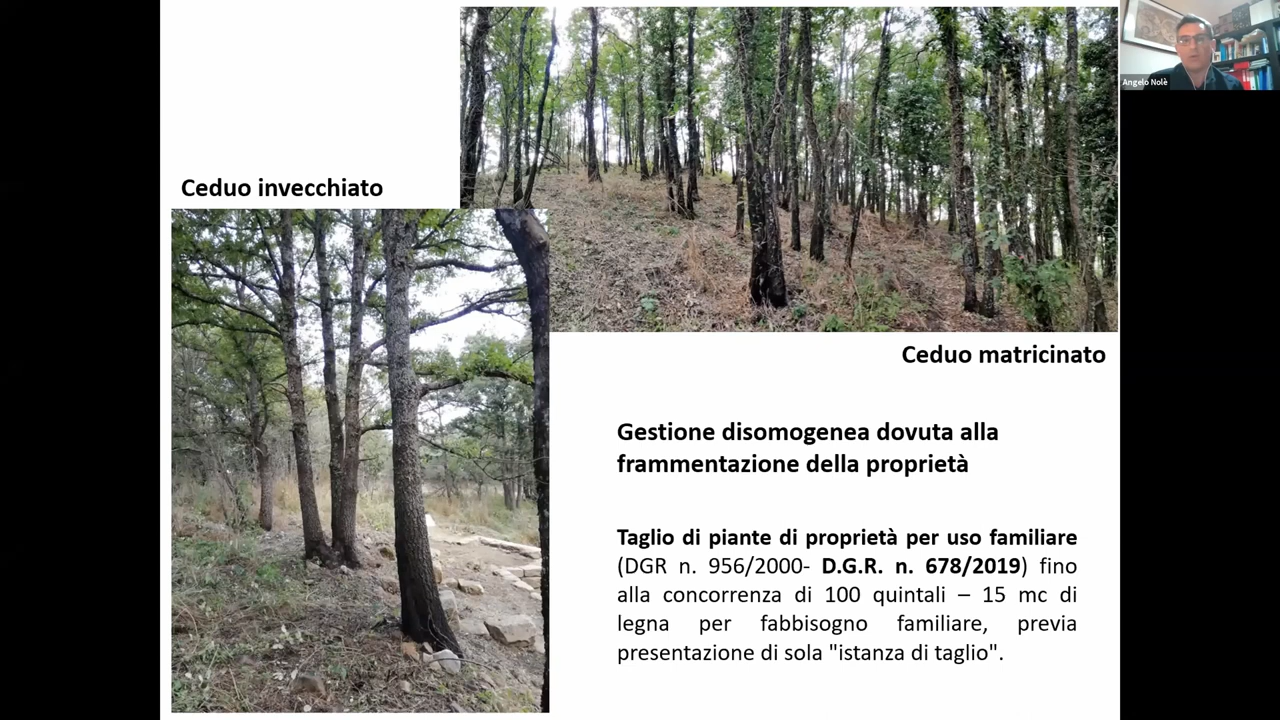 Angelo Nolè
Ceduo invecchiato
Ceduo matricinato
Gestione disomogenea dovuta alla
frammentazione della proprietà
Taglio di piante di proprietà per uso familiare
(DGR n. 956/2000- D.G.R. n. 678/2019) fino
alla concorrenza di 100 quintali – 15 mc di
legna per fabbisogno familiare, previa
presentazione di sola "istanza di taglio".